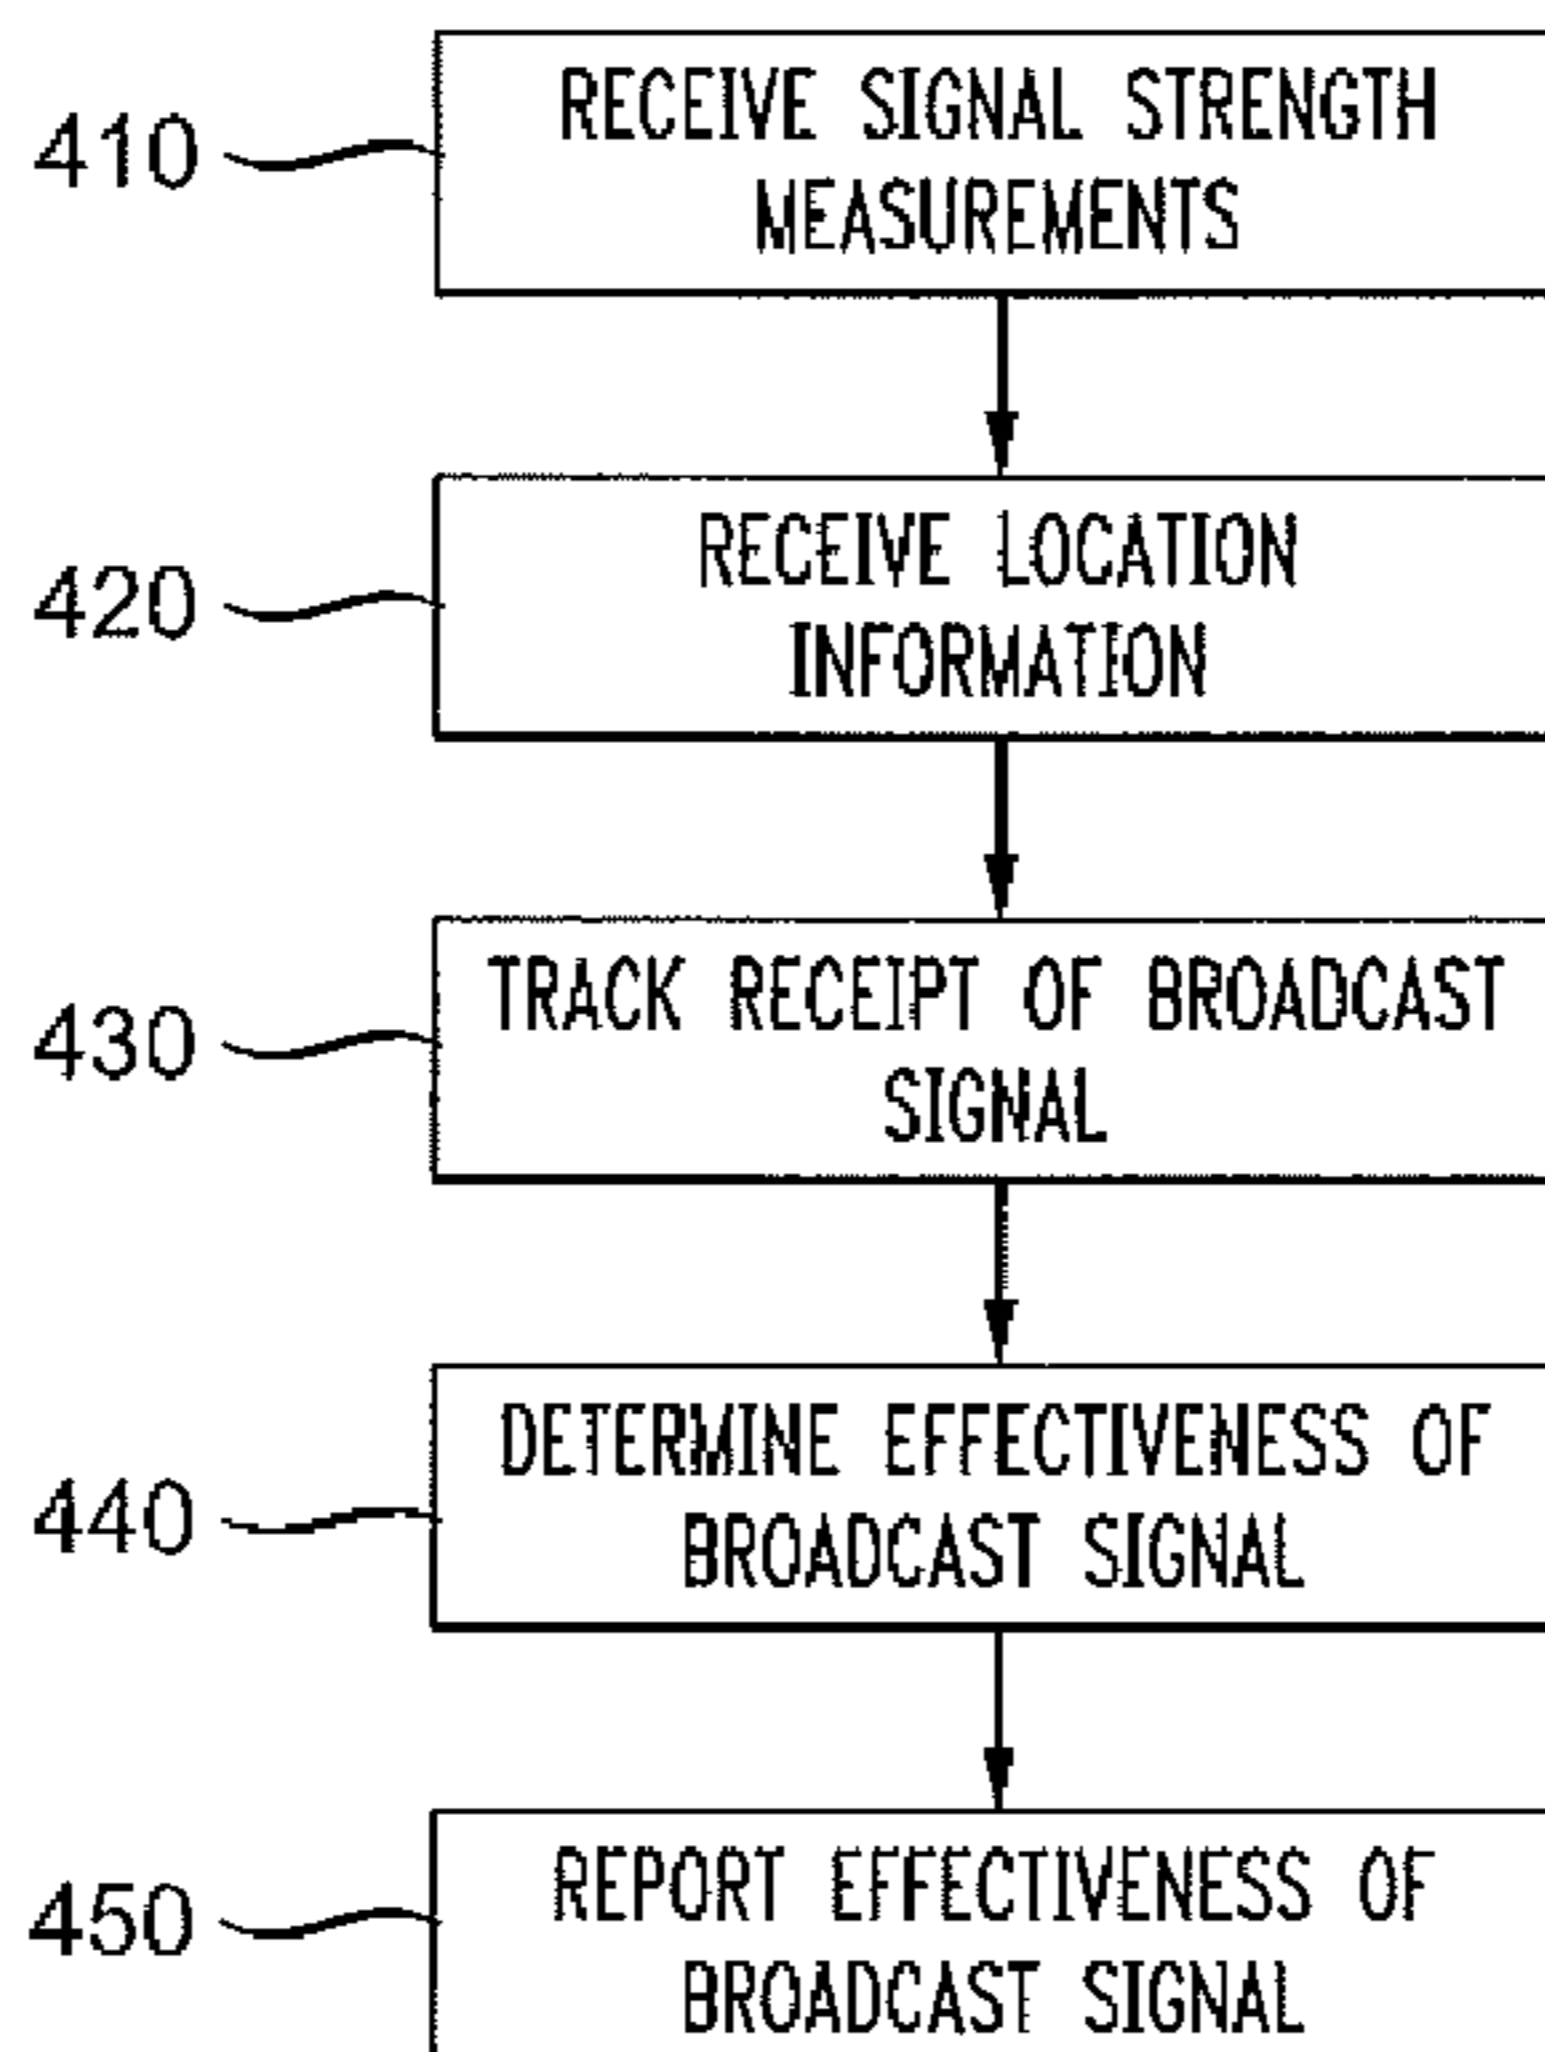 410
RECEIVE SIGNAL STRENGTH
MEASUREMENTS
420
RECEIVE LOCATION
INFORMATION
430
TRACK RECEIPT OF BROADCAST
SIGNAL
440
DETERMINE EFFECTIVENESS OF
BROADCAST SIGNAL
450
REPORT EFFECTIVENESS OF
BROADCAST SIGNAL